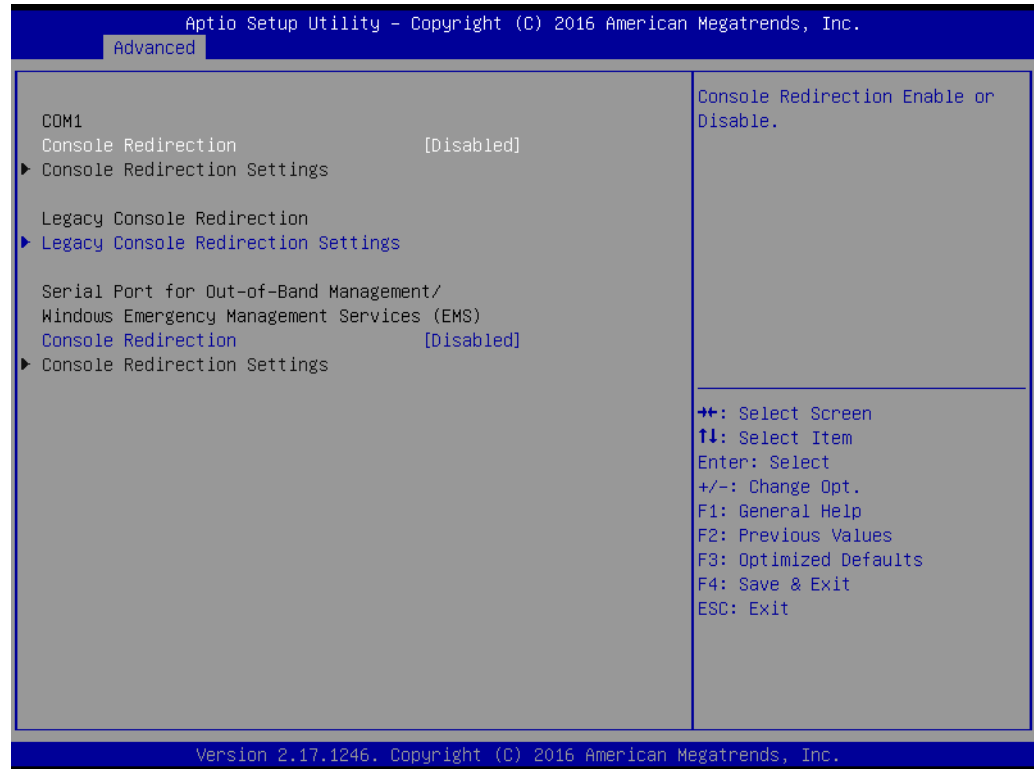 Aptio Setup Utility – Copyright (C) 2016 American Megatrends, Inc.
Advanced
COM1
Console Redirection [Disabled]
▶ Console Redirection Settings
Legacy Console Redirection
▶ Legacy Console Redirection Settings
Serial Port for Out-of-Band Management/
Windows Emergency Management Services (EMS)
Console Redirection [Disabled]
▶ Console Redirection Settings
Console Redirection Enable or
Disable.
→←: Select Screen
↑↓: Select Item
Enter: Select
+/-: Change Opt.
F1: General Help
F2: Previous Values
F3: Optimized Defaults
F4: Save & Exit
ESC: Exit
Version 2.17.1246. Copyright (C) 2016 American Megatrends, Inc.